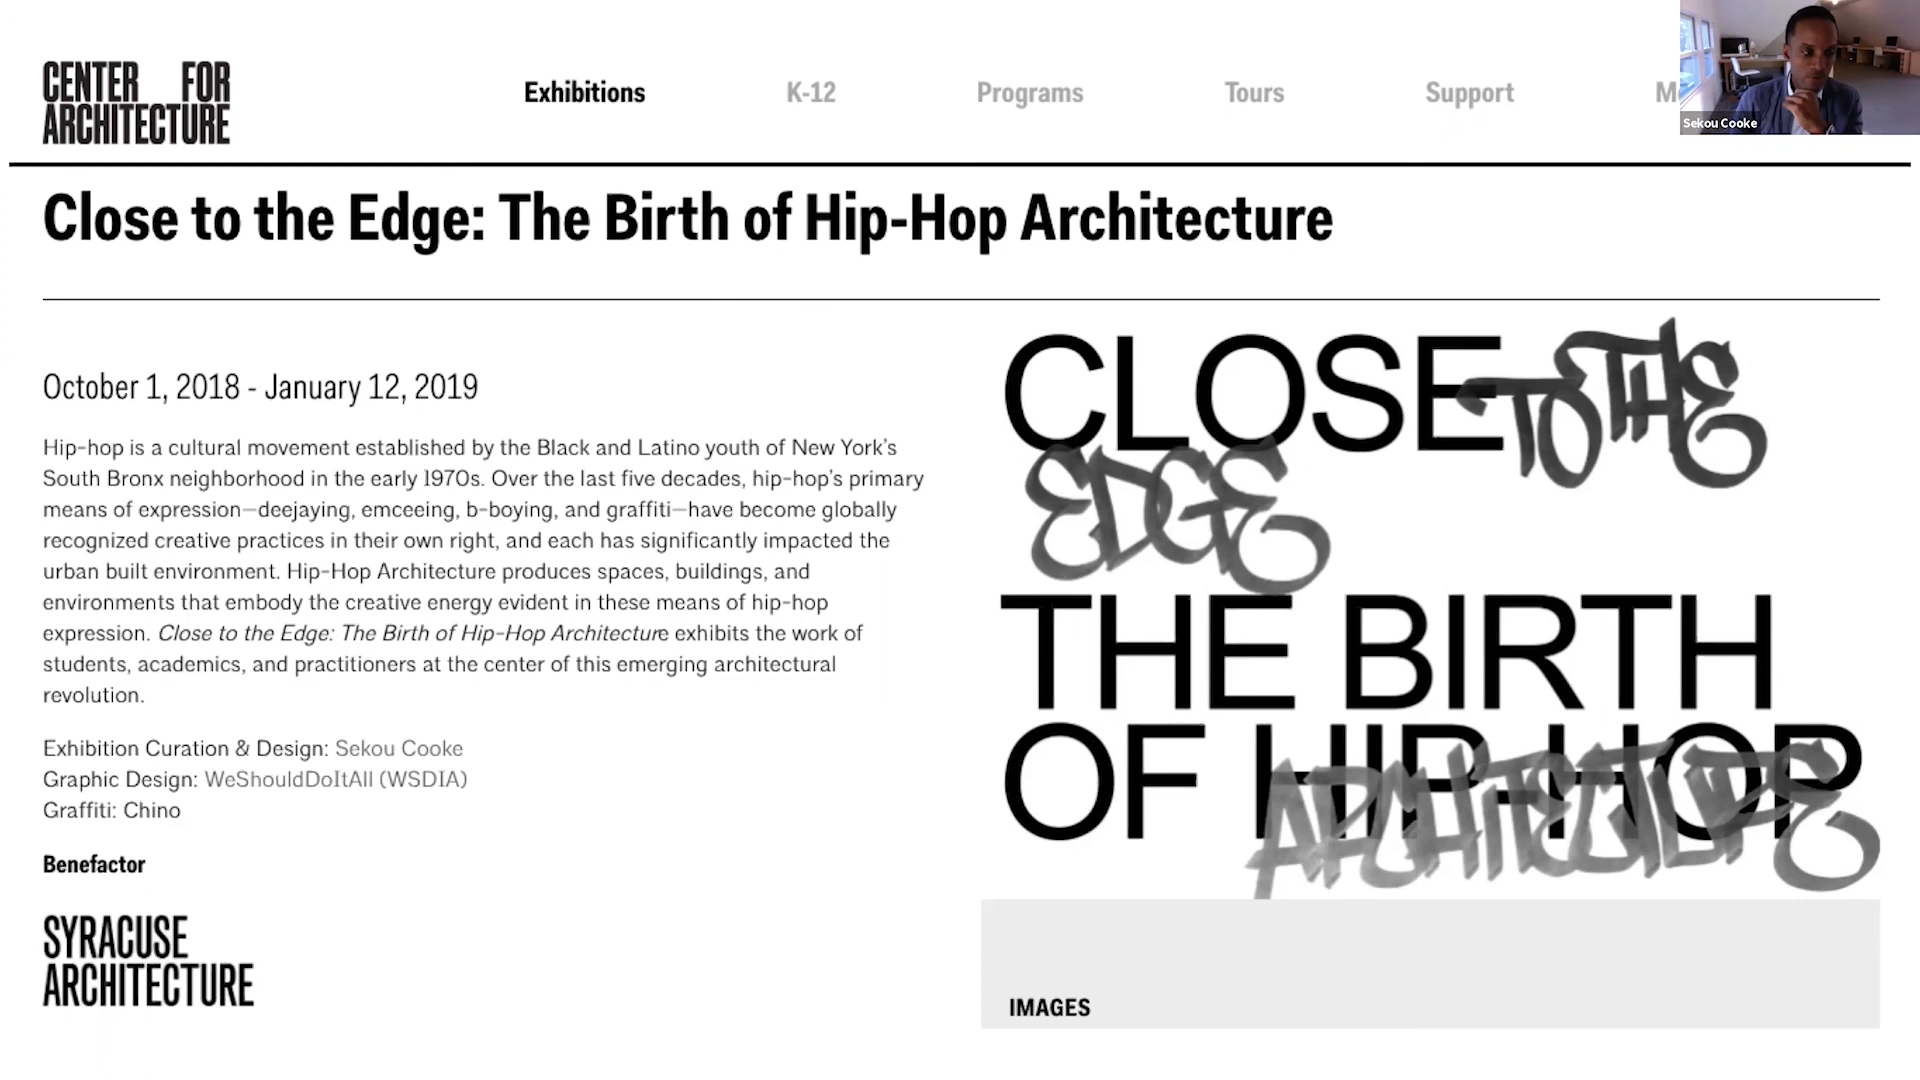 CENTER FOR
ARCHITECTURE
Exhibitions K-12 Programs Tours Support
Sekou Cooke
Close to the Edge: The Birth of Hip-Hop Architecture
October 1, 2018 - January 12, 2019
Hip-hop is a cultural movement established by the Black and Latino youth of New York’s
South Bronx neighborhood in the early 1970s. Over the last five decades, hip-hop’s primary
means of expression—deejaying, emceeing, b-boying, and graffiti—have become globally
recognized creative practices in their own right, and each has significantly impacted the
urban built environment. Hip-Hop Architecture produces spaces, buildings, and
environments that embody the creative energy evident in these means of hip-hop
expression. Close to the Edge: The Birth of Hip-Hop Architecture exhibits the work of
students, academics, and practitioners at the center of this emerging architectural
revolution.
Exhibition Curation & Design: Sekou Cooke
Graphic Design: WeShouldDoItAll (WSDIA)
Graffiti: Chino
Benefactor
SYRACUSE
ARCHITECTURE
CLOSE TO THE
EDGE
THE BIRTH
OF HIP-HOP
ARCHITECTURE
IMAGES